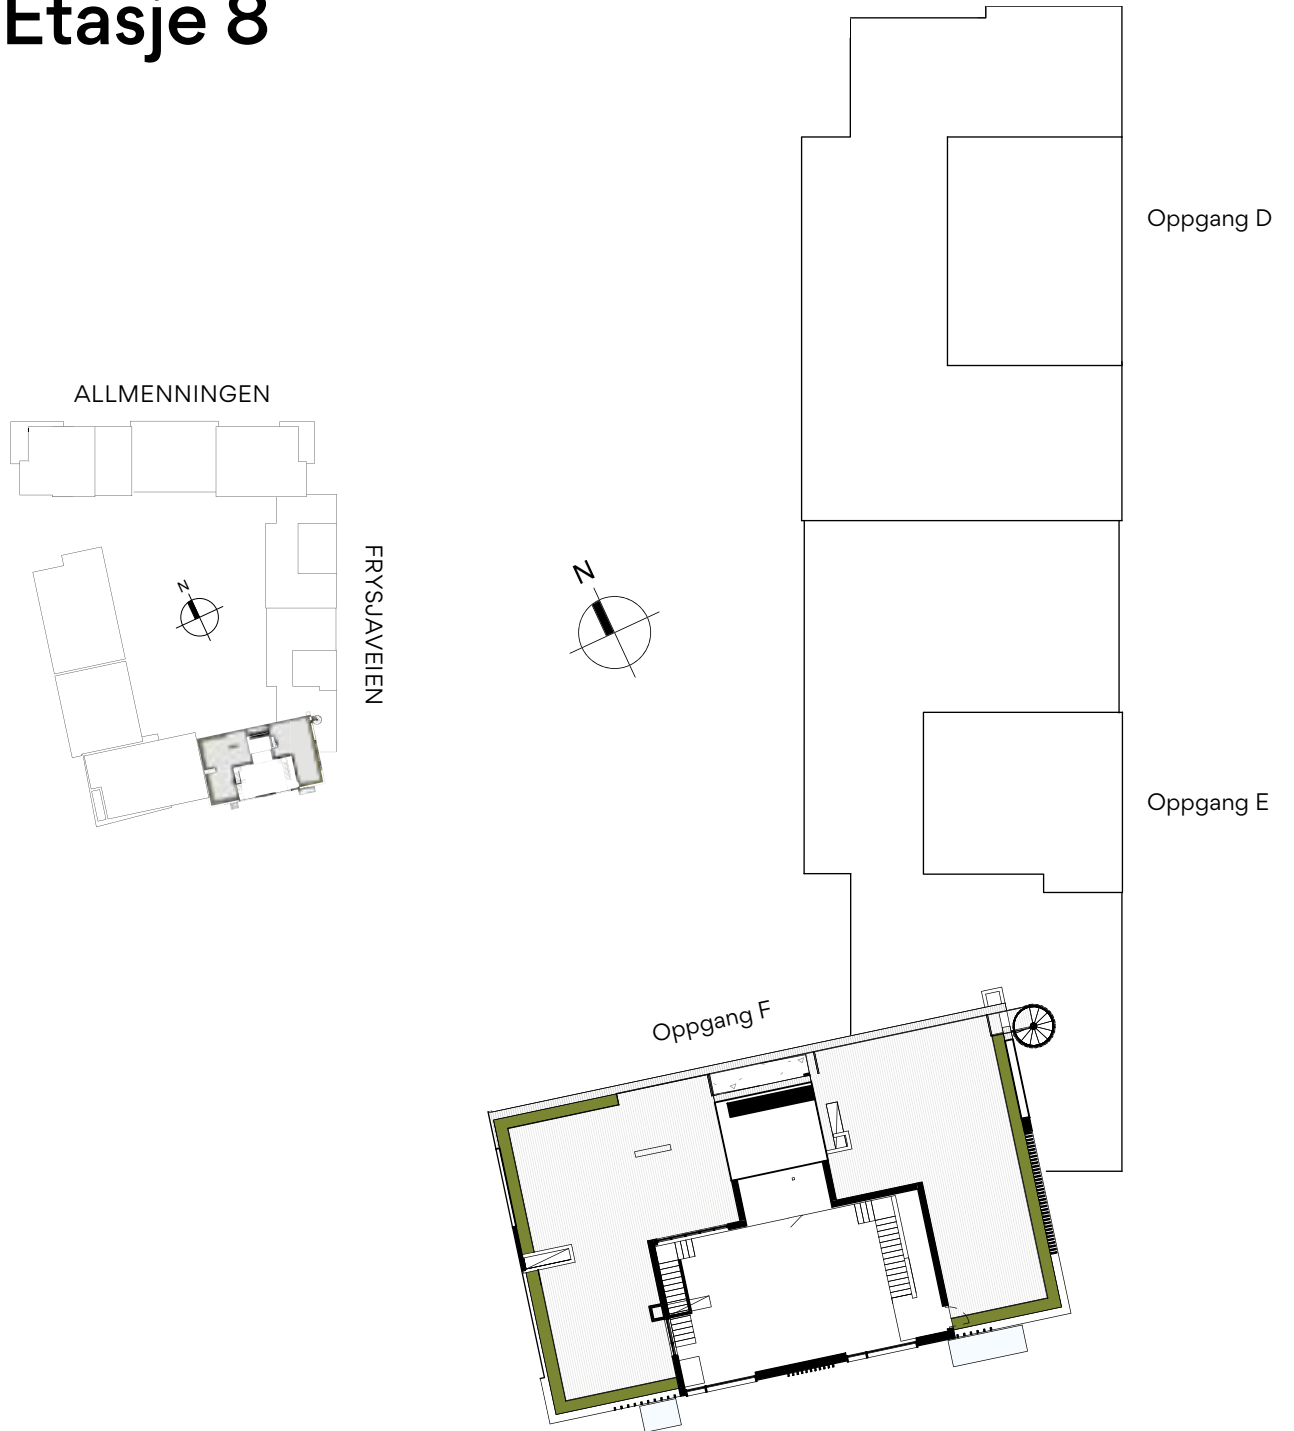 Etasje 8
Oppgang D
ALLMENNINGEN
FRYSJAVEIEN
N
N
Oppgang E
Oppgang F